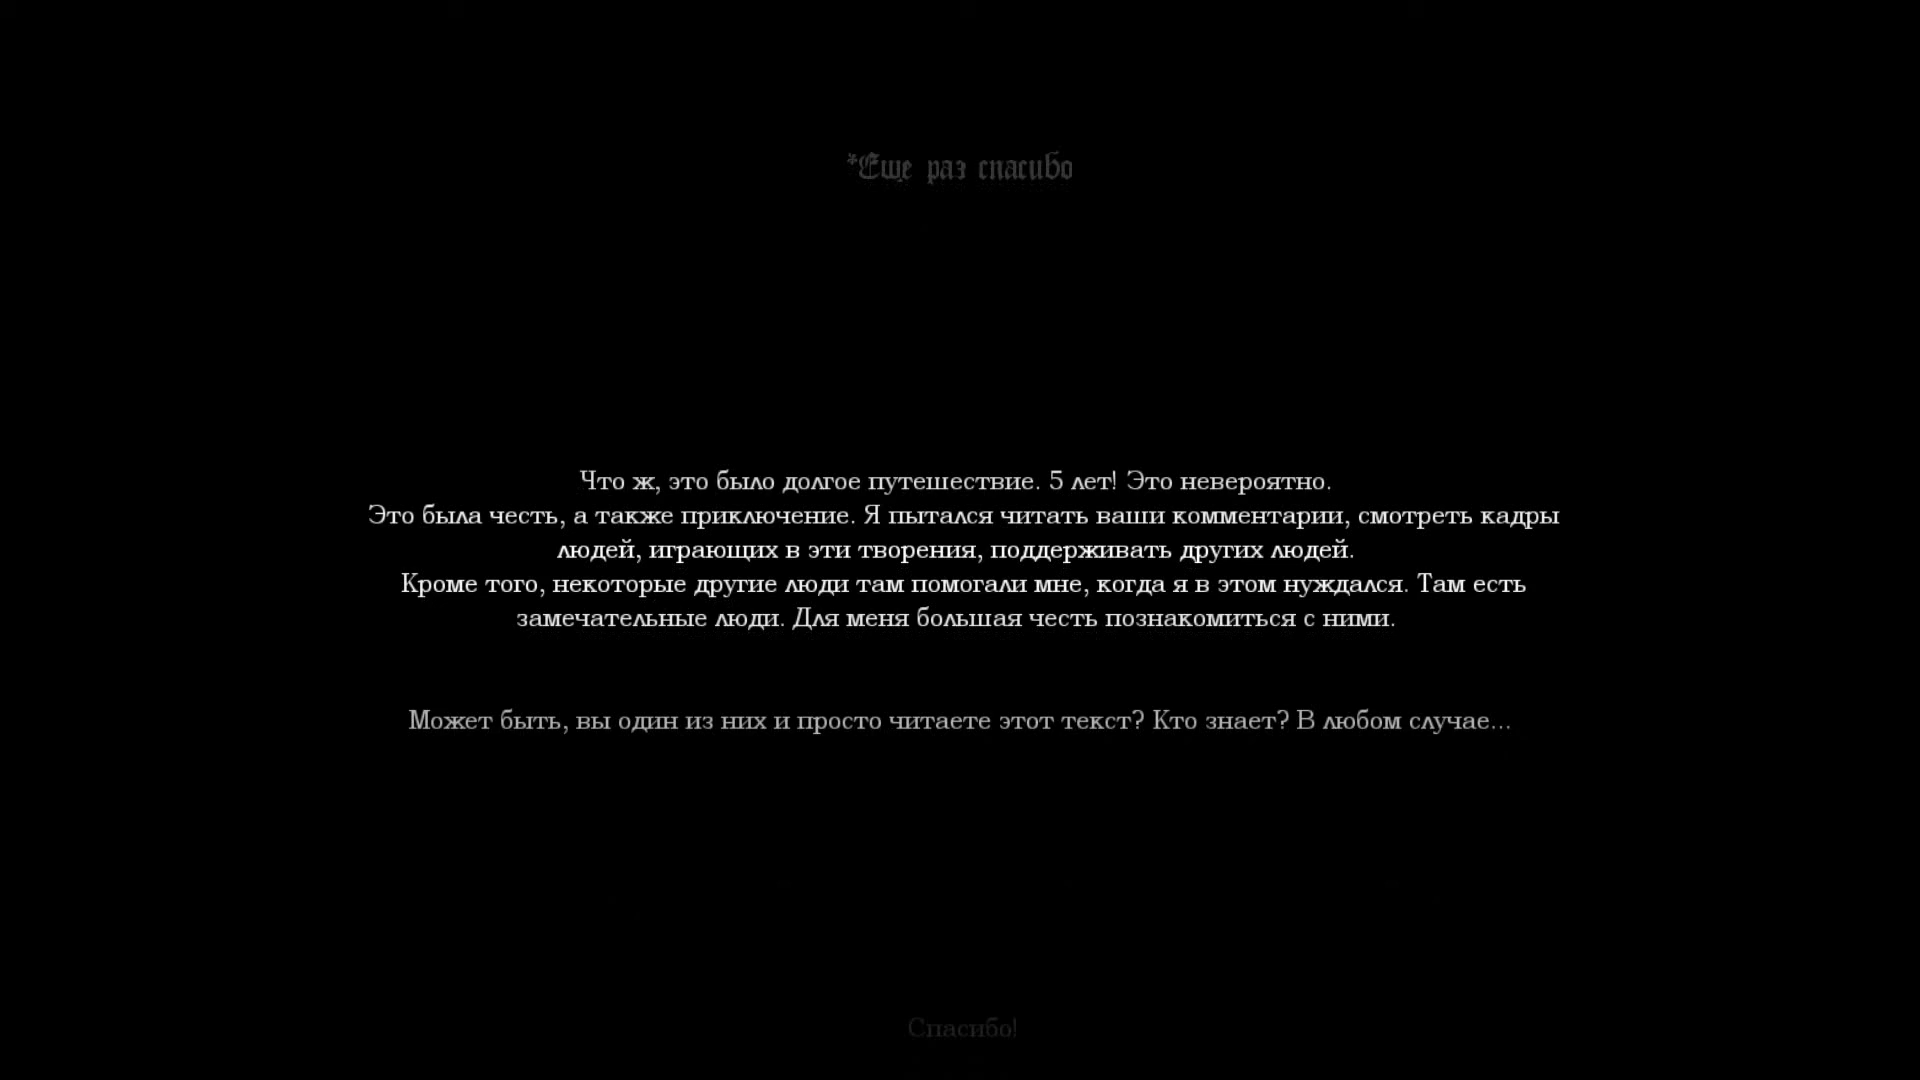 *Еще раз спасибо
Что ж, это было долгое путешествие. 5 лет! Это невероятно.
Это была честь, а также приключение. Я пытался читать ваши комментарии, смотреть кадры
людей, играющих в эти творения, поддерживать других людей.
Кроме того, некоторые другие люди там помогали мне, когда я в этом нуждался. Там есть
замечательные люди. Для меня большая честь познакомиться с ними.
Может быть, вы один из них и просто читаете этот текст? Кто знает? В любом случае...
Спасибо!